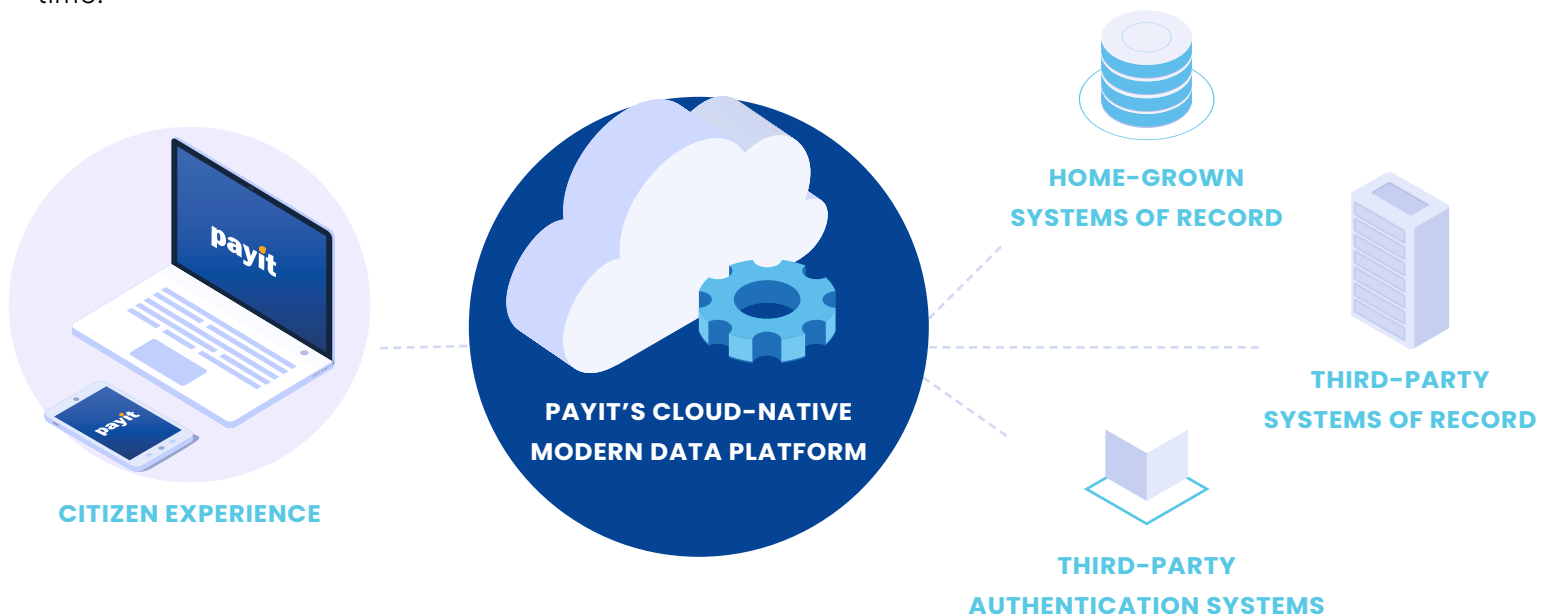 time.
payit
payit
CITIZEN EXPERIENCE
PAYIT’S CLOUD-NATIVE
MODERN DATA PLATFORM
HOME-GROWN
SYSTEMS OF RECORD
THIRD-PARTY
SYSTEMS OF RECORD
THIRD-PARTY
AUTHENTICATION SYSTEMS